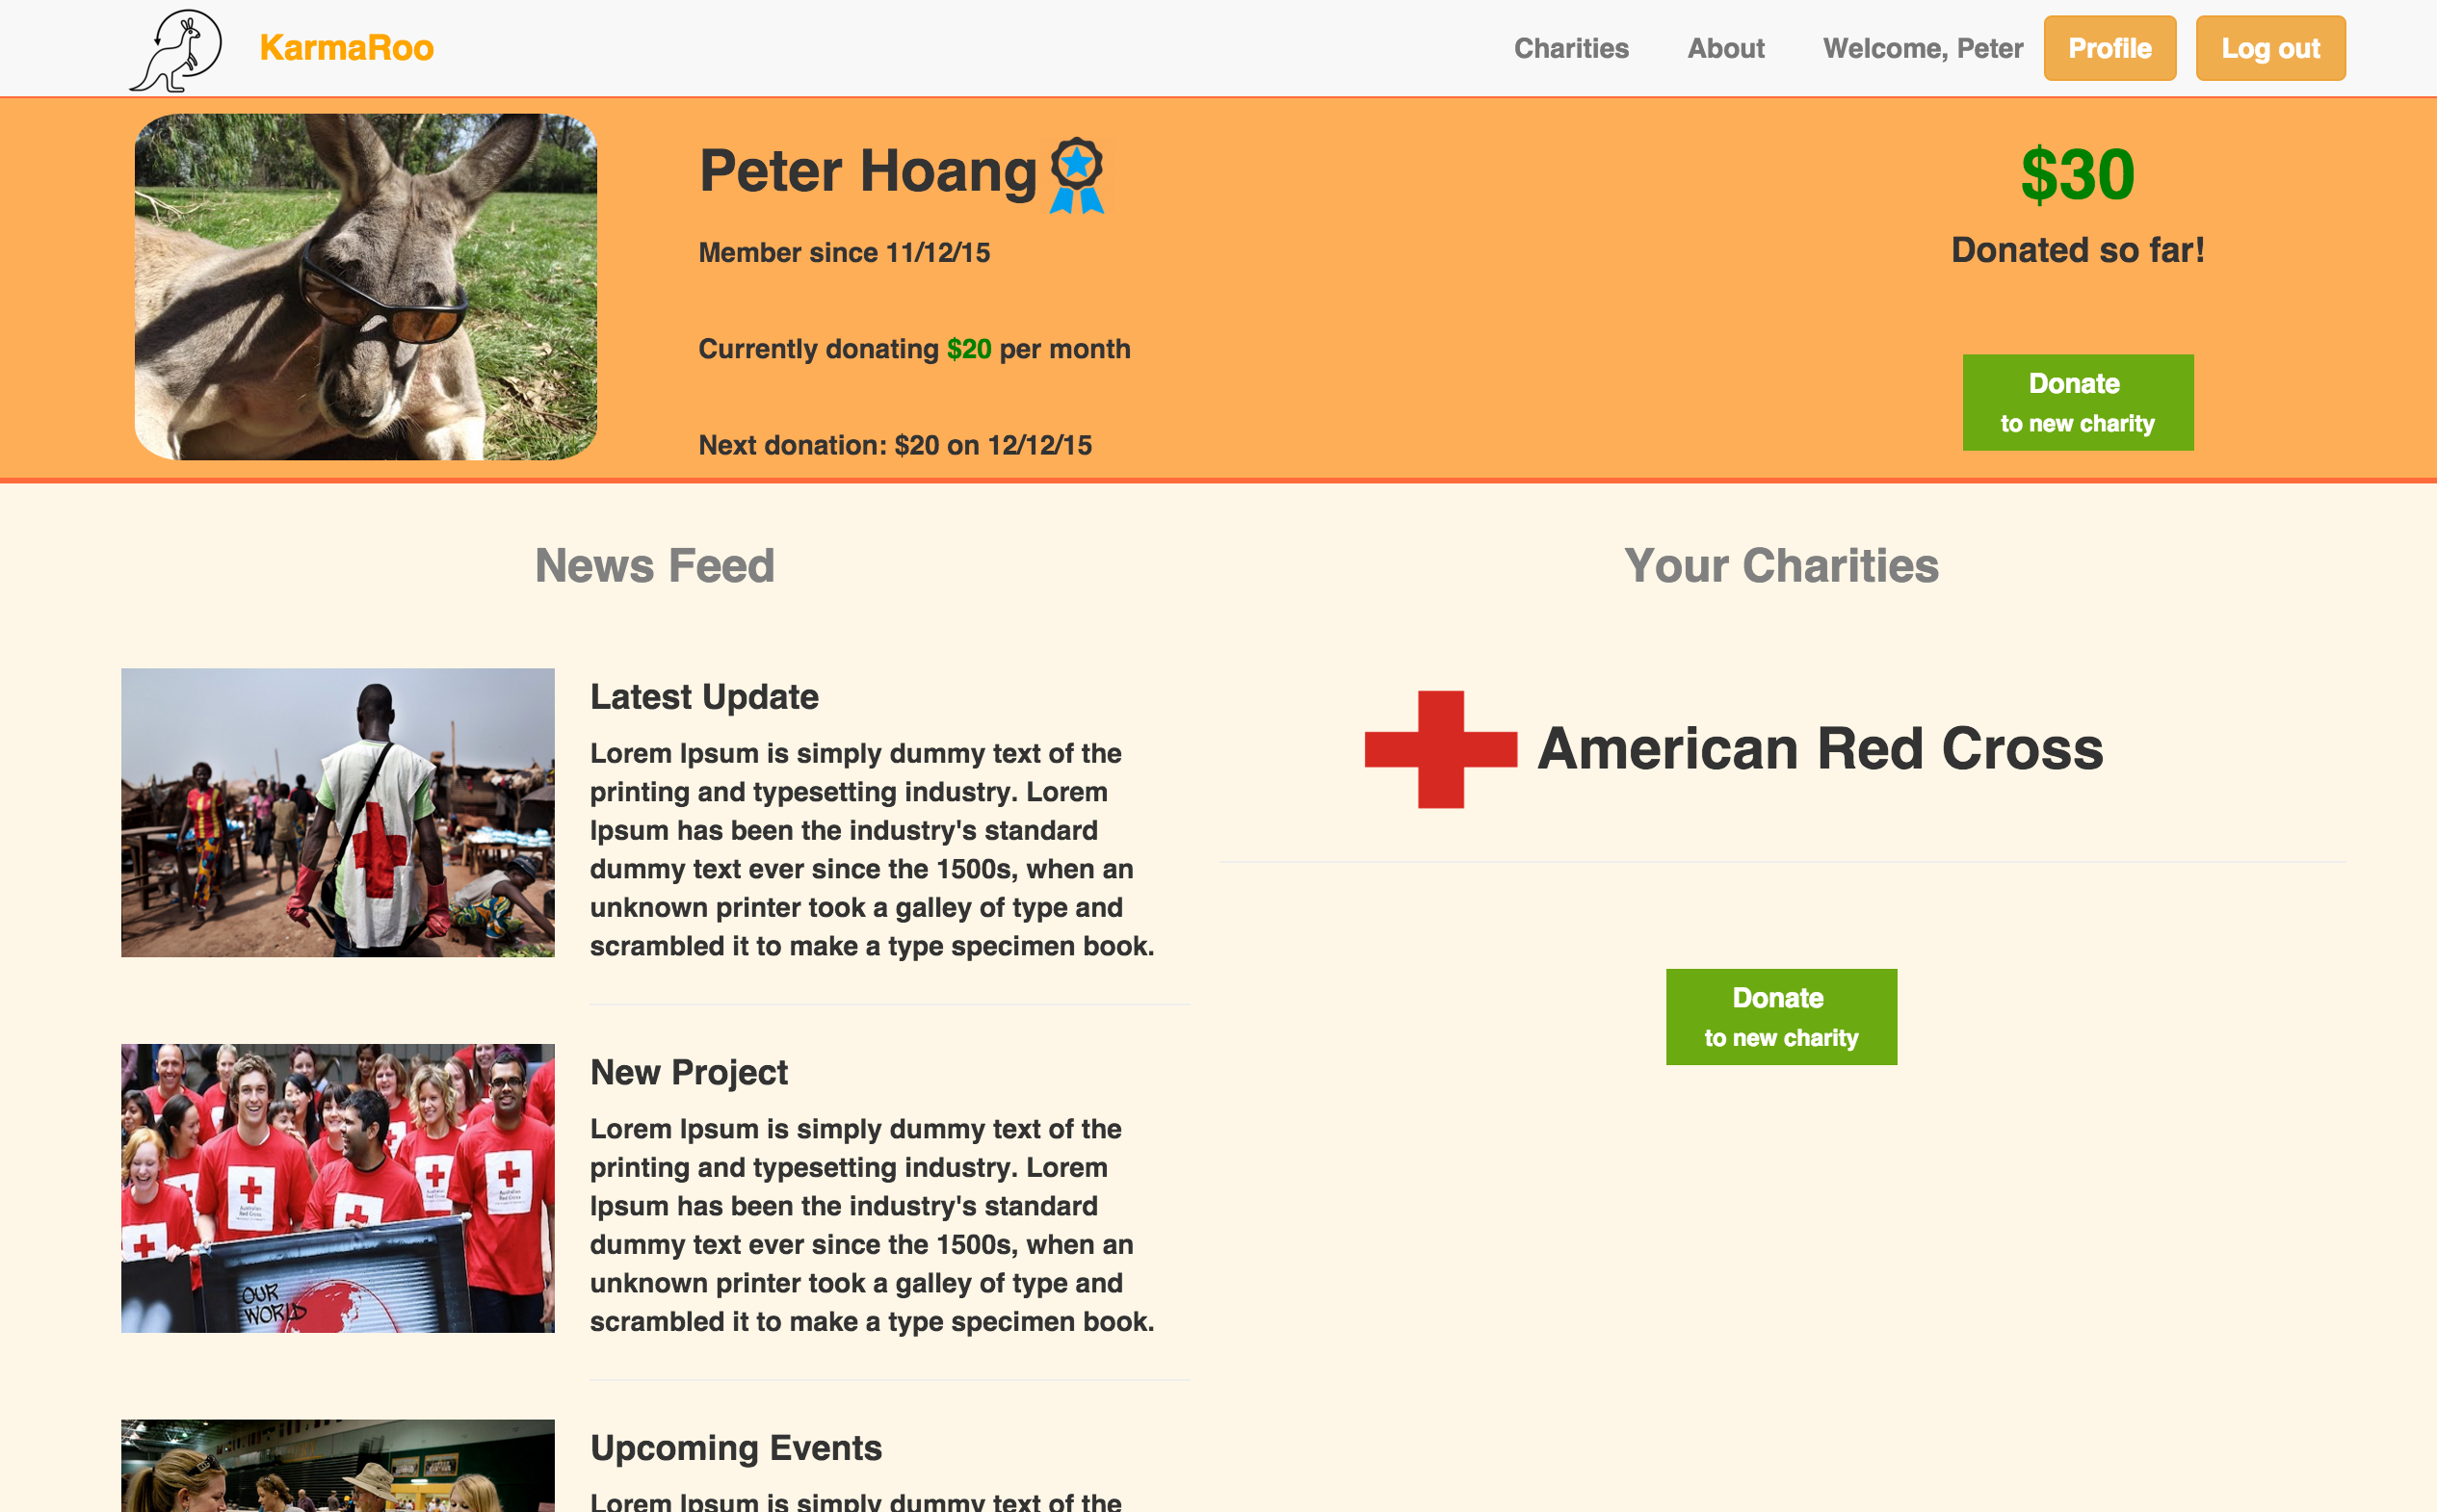 KarmaRoo
Charities
About
Welcome, Peter
Profile
Log out
Peter Hoang
Member since 11/12/15
Currently donating $20 per month
Next donation: $20 on 12/12/15
$30
Donated so far!
Donate
to new charity
News Feed
Latest Update
Lorem Ipsum is simply dummy text of the
printing and typesetting industry. Lorem
Ipsum has been the industry's standard
dummy text ever since the 1500s, when an
unknown printer took a galley of type and
scrambled it to make a type specimen book.
Australian
Red Cross
Australian
Red Cross
OUR
WORLD
New Project
Lorem Ipsum is simply dummy text of the
printing and typesetting industry. Lorem
Ipsum has been the industry's standard
dummy text ever since the 1500s, when an
unknown printer took a galley of type and
scrambled it to make a type specimen book.
Upcoming Events
Lorem Ipsum is simply dummy text of the
Your Charities
American Red Cross
Donate
to new charity